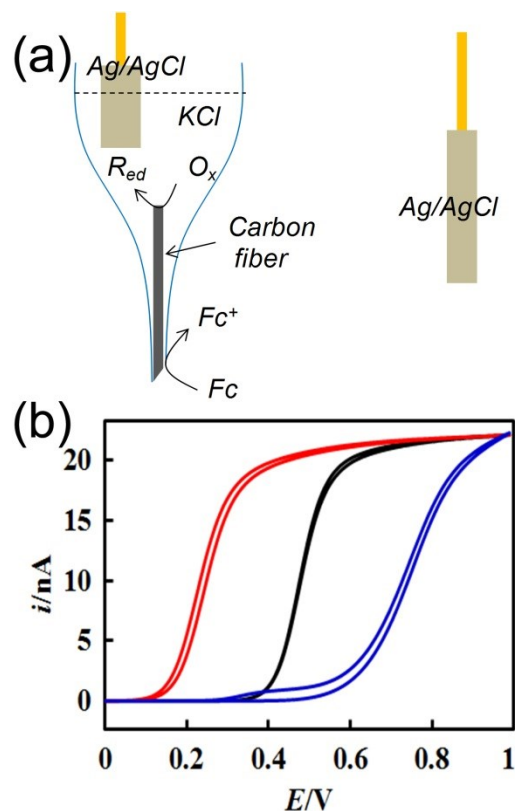 (a)
Ag/AgCl
KCl
Red Ox
Ag/AgCl
Carbon
fiber
Fc+
Fc
(b)
20
15
10
5
0
i/nA
0 0.2 0.4 0.6 0.8 1
E/V